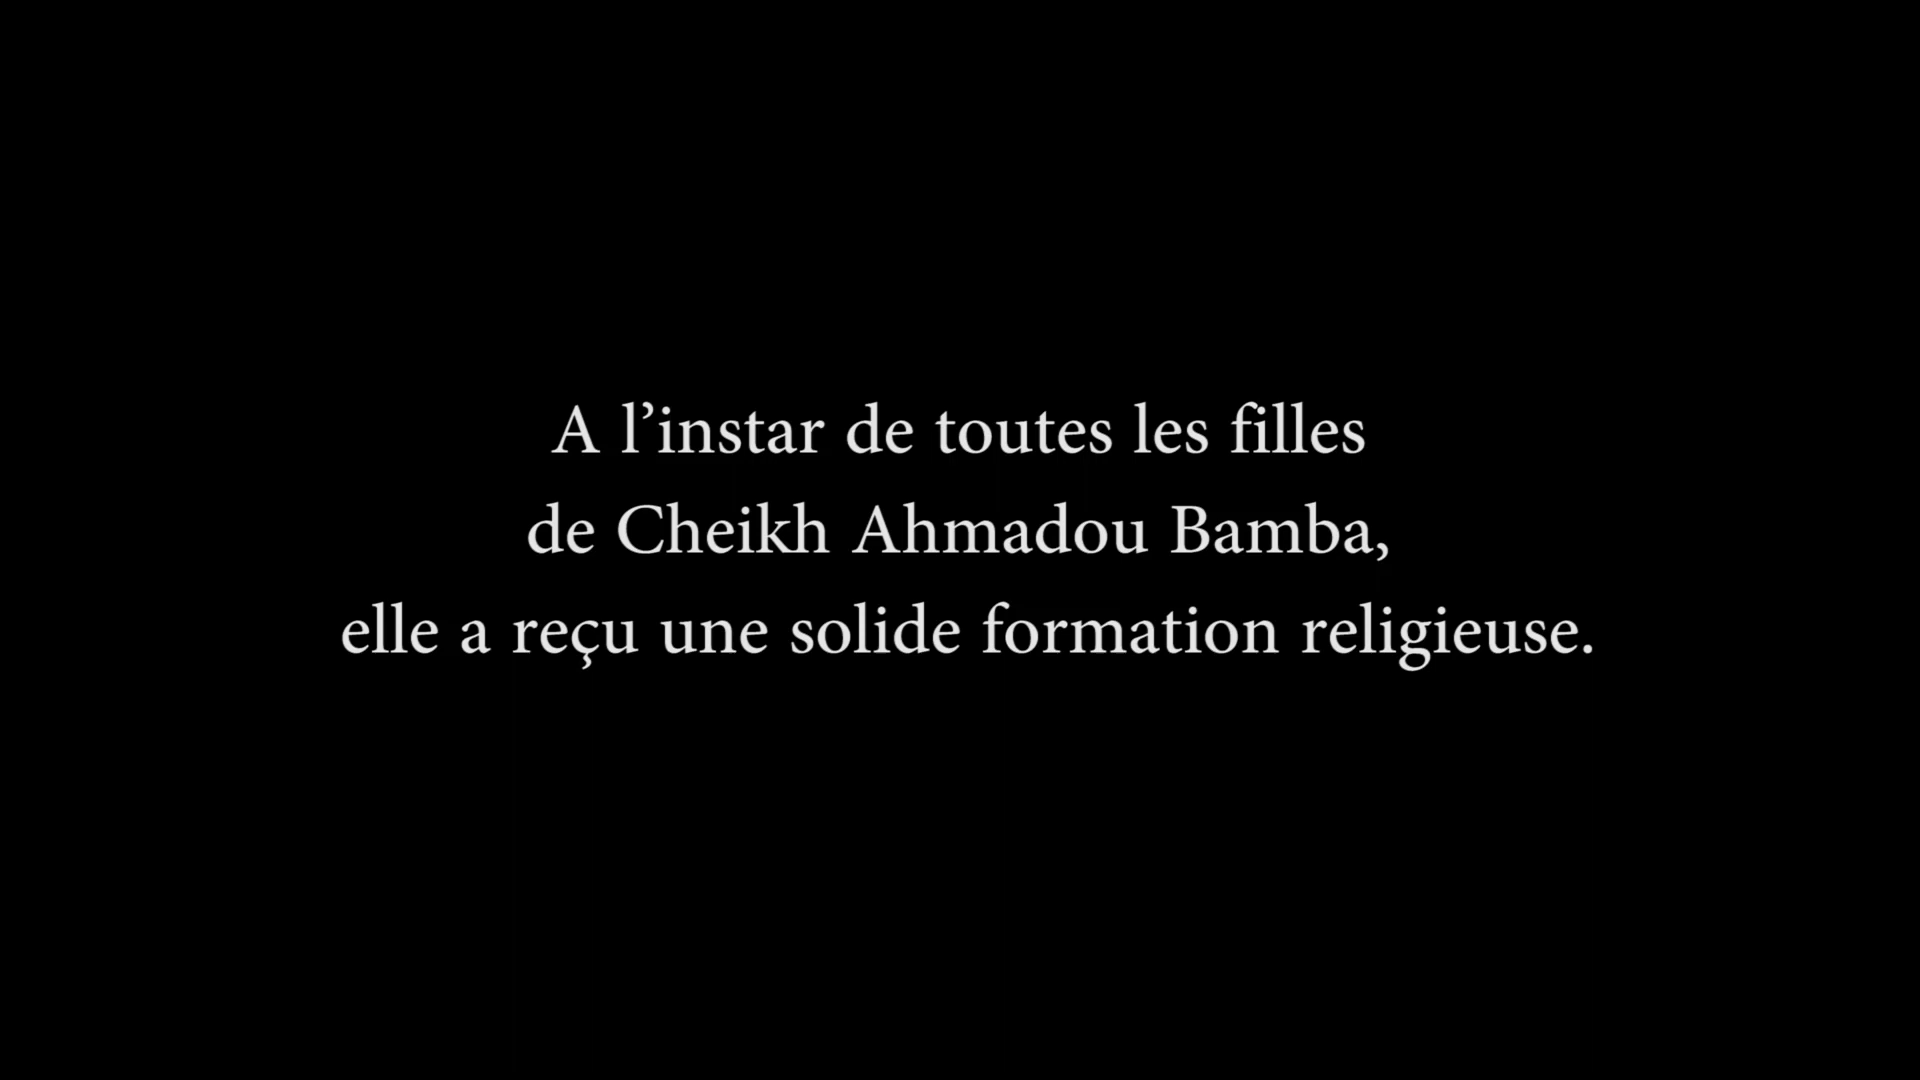 A l’instar de toutes les filles
de Cheikh Ahmadou Bamba,
elle a reçu une solide formation religieuse.